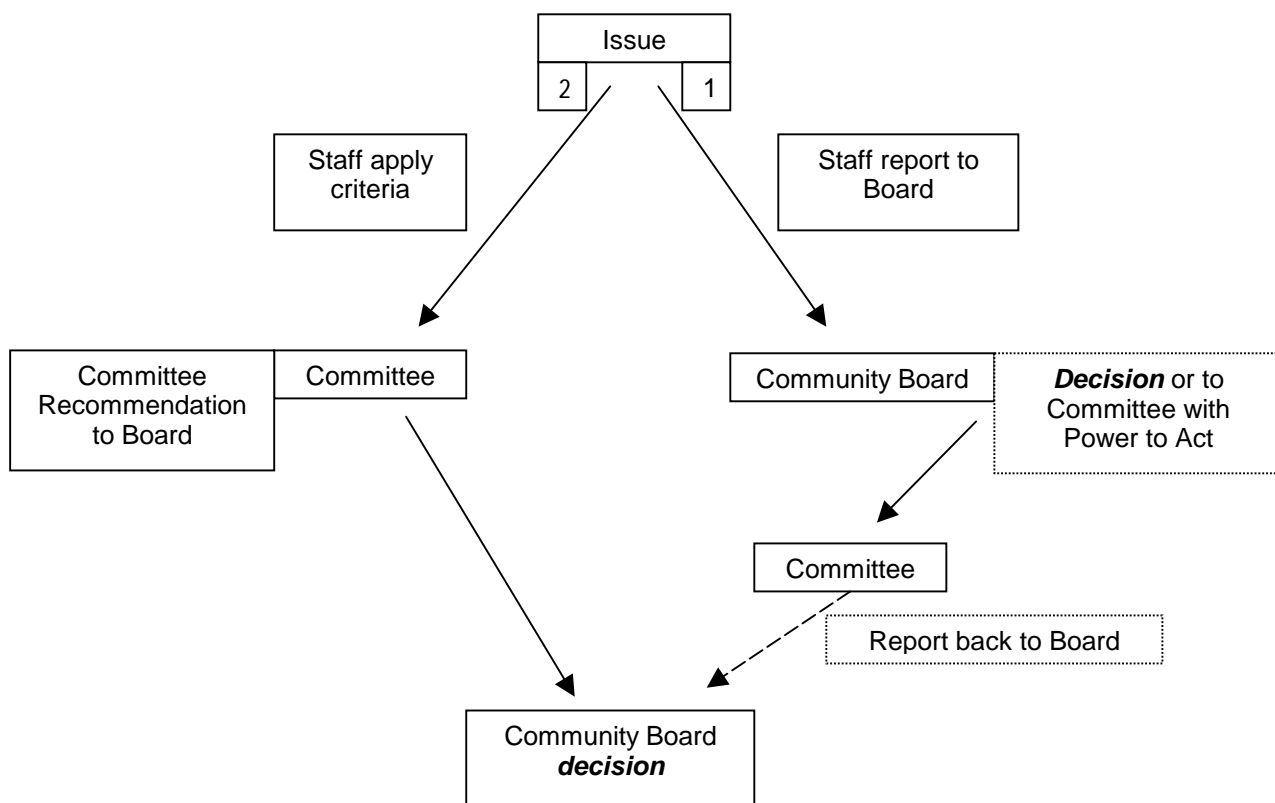 Issue
2
1
Staff apply
criteria
Staff report to
Board
Committee
Recommendation
to Board
Committee
Community Board
Decision or to
Committee with
Power to Act
Committee
Report back to Board
Community Board
decision